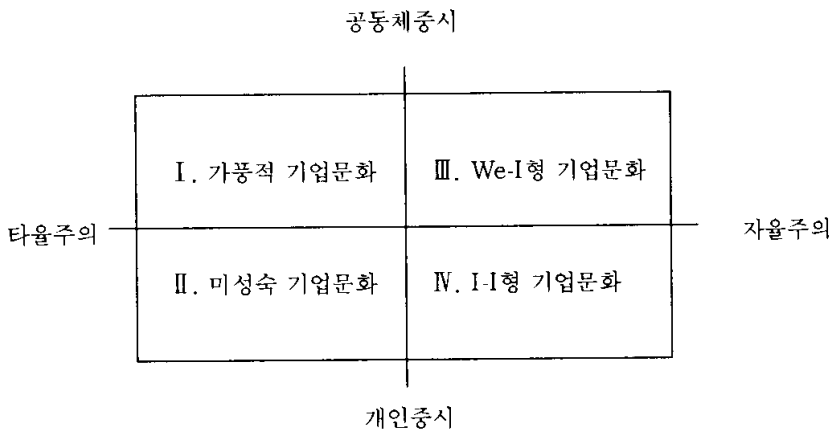 공동체중시
Ⅰ. 가풍적 기업문화
Ⅲ. We-I형 기업문화
타율주의
자율주의
Ⅱ. 미성숙 기업문화
Ⅳ. I-I형 기업문화
개인중시